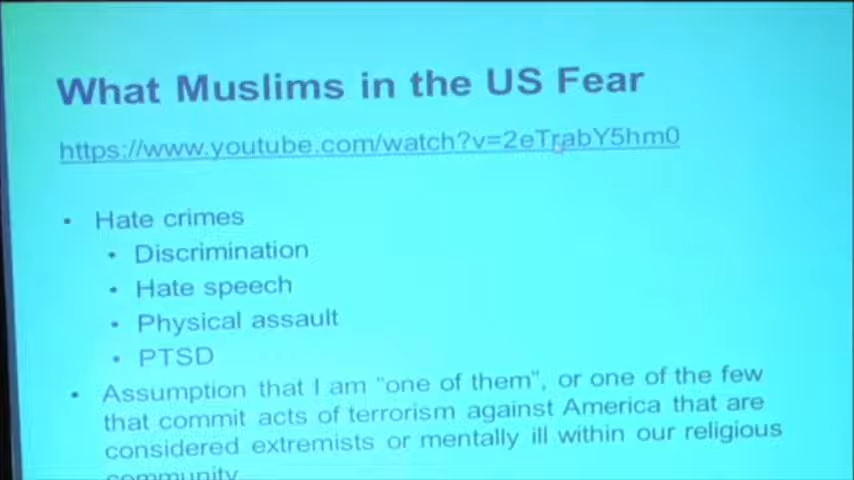 What Muslims in the US Fear
https://www.youtube.com/watch?v=2eTrabY5hm0
• Hate crimes
• Discrimination
• Hate speech
• Physical assault
• PTSD
• Assumption that I am "one of them", or one of the few
that commit acts of terrorism against America that are
considered extremists or mentally ill within our religious
community.